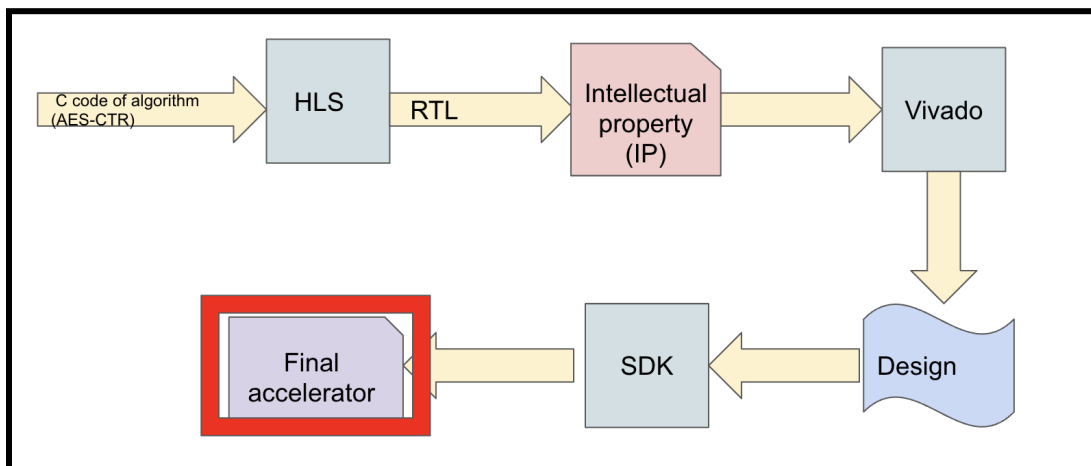 C code of algorithm
(AES-CTR)
HLS
RTL
Intellectual
property
(IP)
Vivado
Final
accelerator
SDK
Design